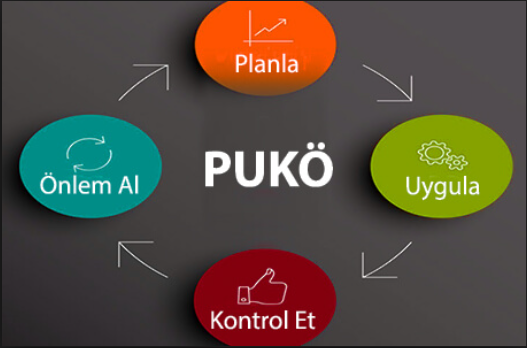 Planla
Önlem Al
PUKÖ
Uygula
Kontrol Et